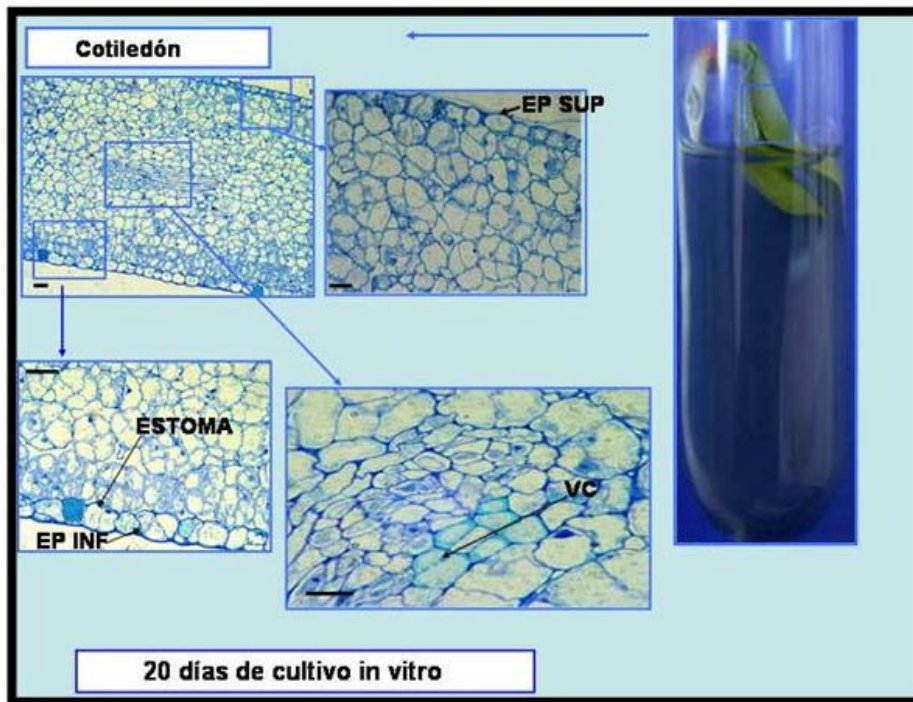 Cotiledón
EP SUP
ESTOMA
EP INF
VC
20 días de cultivo in vitro